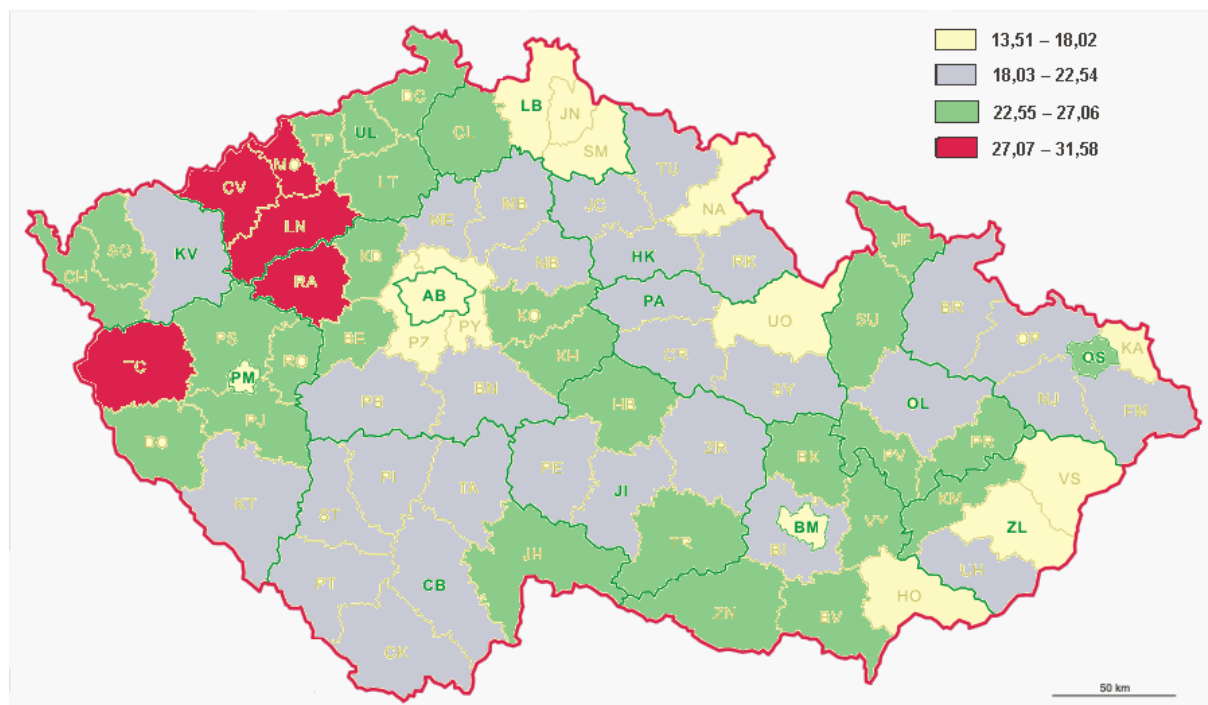 13,51 – 18,02
18,03 – 22,54
22,55 – 27,06
27,07 – 31,58
DC
LB
JN
TP
UL
CL
SM
MO
TU
LT
CV
MB
JC
NA
LN
ME
SO
KV
HK
RK
JE
CH
KD
NB
RA
AB
PA
BR
KO
UO
SU
OP
KA
PS
BE
PZ
PY
KH
CR
OS
TC
RO
PM
PB
BN
SY
OL
NJ
FM
HB
DO
PJ
ZR
BK
PV
PR
VS
PI
TA
PE
JI
KM
KT
ST
VY
BM
ZL
TR
BI
JH
UH
PT
CB
HO
ZN
BV
CK
50 km